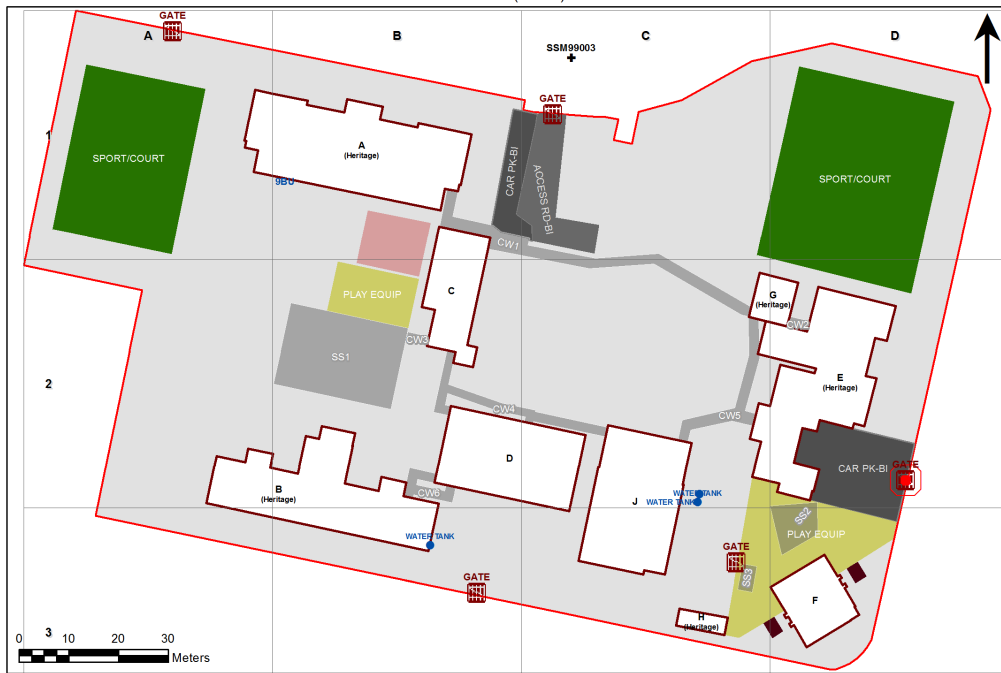 GATE
A
B
C
D
SSM99003
GATE
1
A
(Heritage)
SPORT/COURT
CAR PK-BI
ACCESS RD-BI
SPORT/COURT
9BU
CW1
C
PLAY EQUIP
G
(Heritage)
CW2
CW3
SS1
2
E
(Heritage)
CW4
CW5
D
CAR PK-BI
GATE
B
(Heritage)
CW6
WATER TANK
J
WATER TANK
SS2
WATER TANK
PLAY EQUIP
GATE
GATE
SS3
F
H
(Heritage)
3
0 10 20 30
Meters